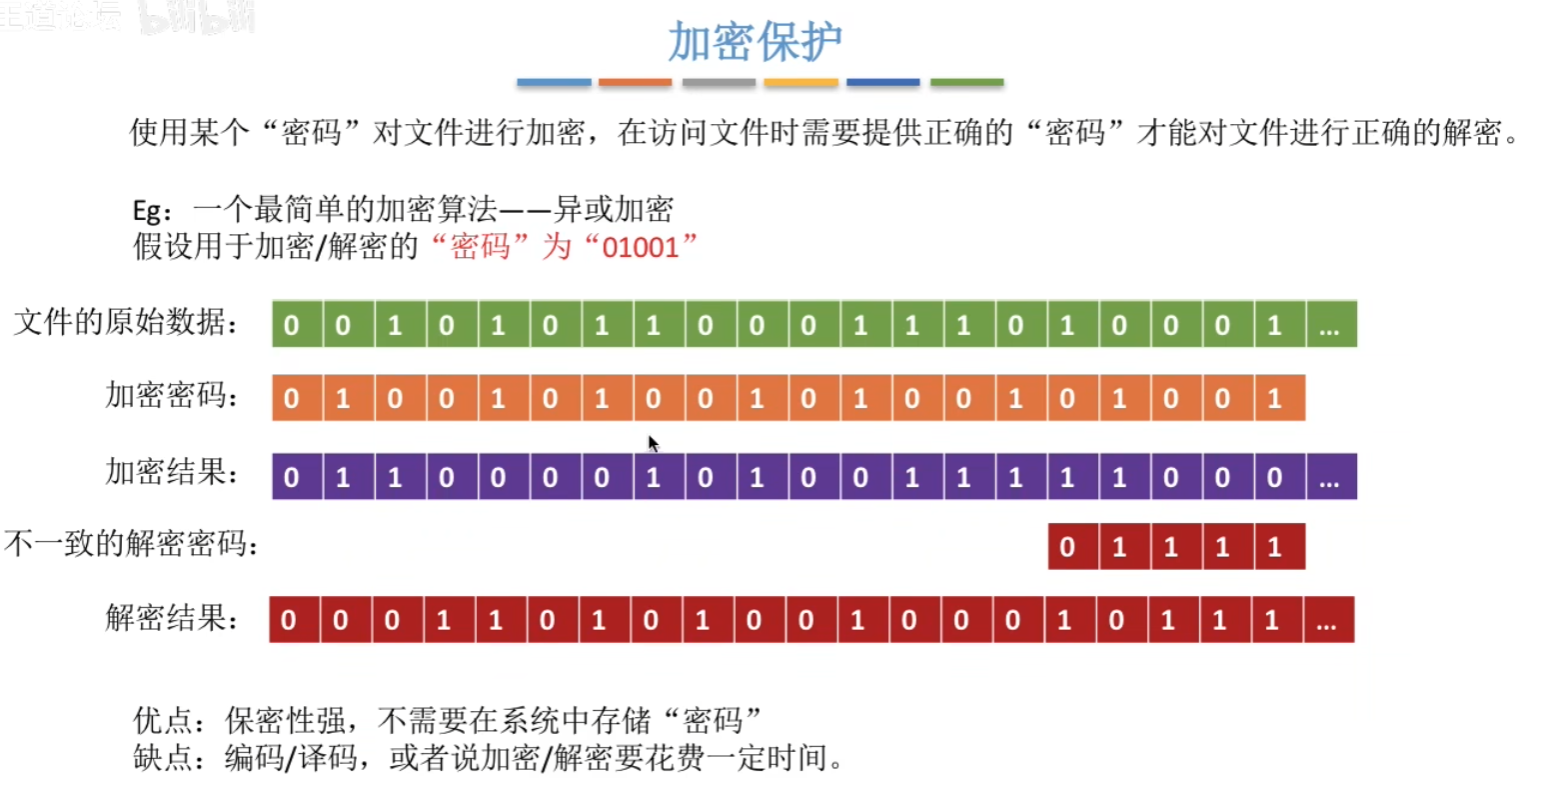 王道论坛 bilibili
加密保护
使用某个“密码”对文件进行加密，在访问文件时需要提供正确的“密码”才能对文件进行正确的解密。
Eg：一个最简单的加密算法——异或加密
假设用于加密/解密的“密码”为“01001”
文件的原始数据： 0 0 1 0 1 0 1 1 0 0 0 1 1 1 0 1 0 0 0 1 ...
加密密码： 0 1 0 0 1 0 1 0 0 1 0 1 0 0 1 0 1 0 0 1
加密结果： 0 1 1 0 0 0 0 1 0 1 0 0 1 1 1 1 1 0 0 0 ...
不一致的解密密码： 0 1 1 1 1
解密结果： 0 0 0 1 1 0 1 0 1 0 0 1 0 0 0 1 0 1 1 1 ...
优点：保密性强，不需要在系统中存储“密码”
缺点：编码/译码，或者说加密/解密要花费一定时间。